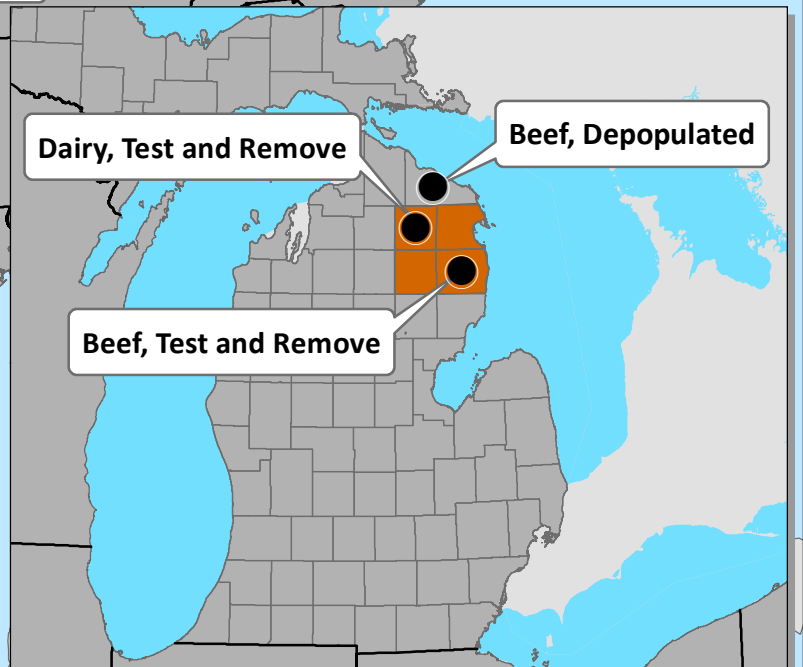 Beef, Depopulated
Dairy, Test and Remove
Beef, Test and Remove